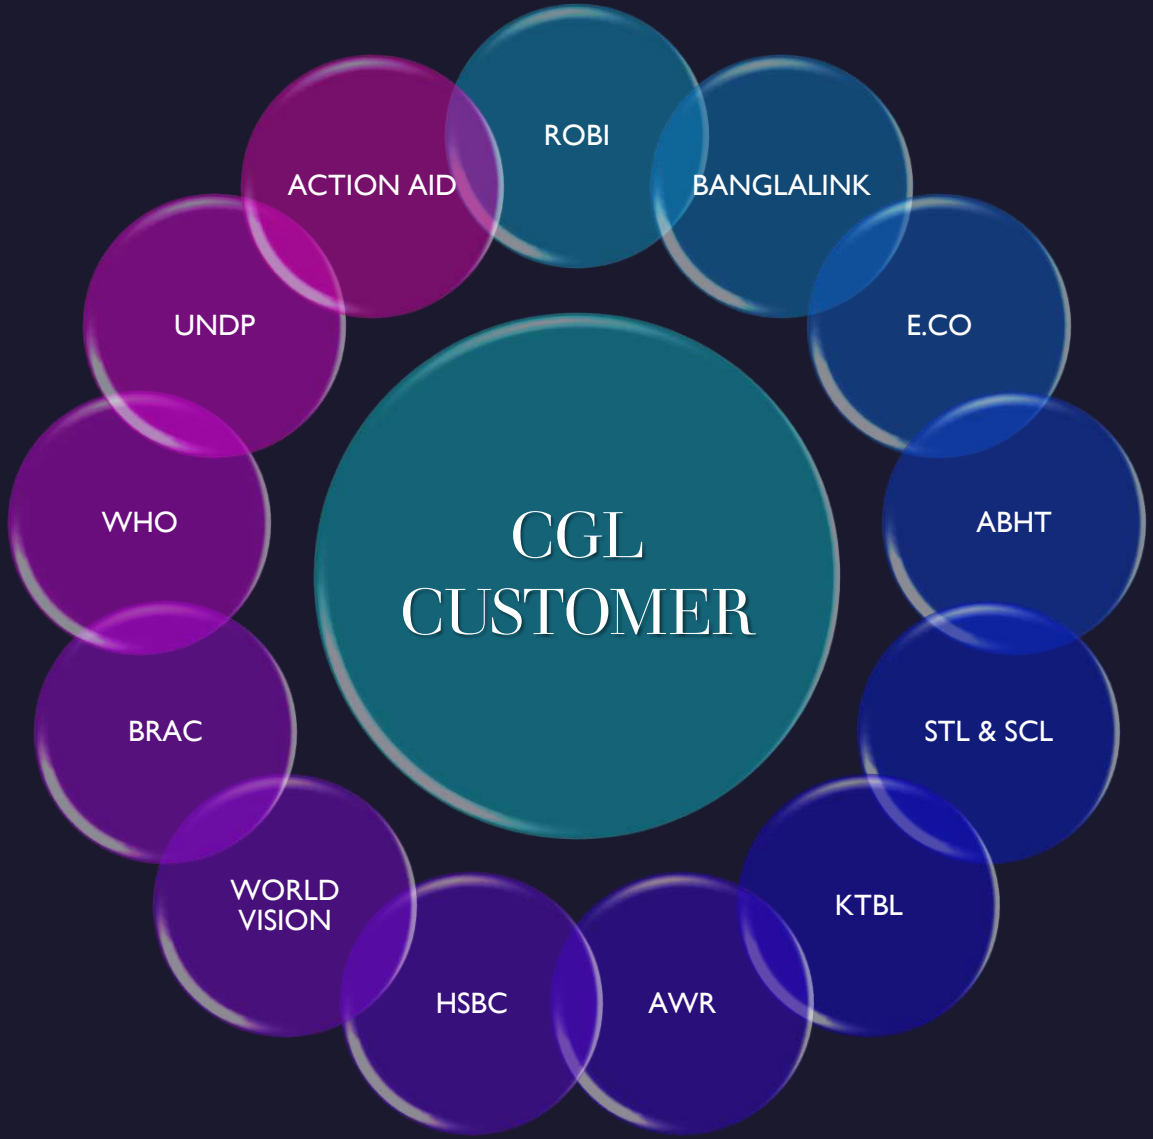 CGL
CUSTOMER
ROBI
BANGLALINK
E.CO
ABHT
STL & SCL
KTBL
AWR
HSBC
WORLD
VISION
BRAC
WHO
UNDP
ACTION AID